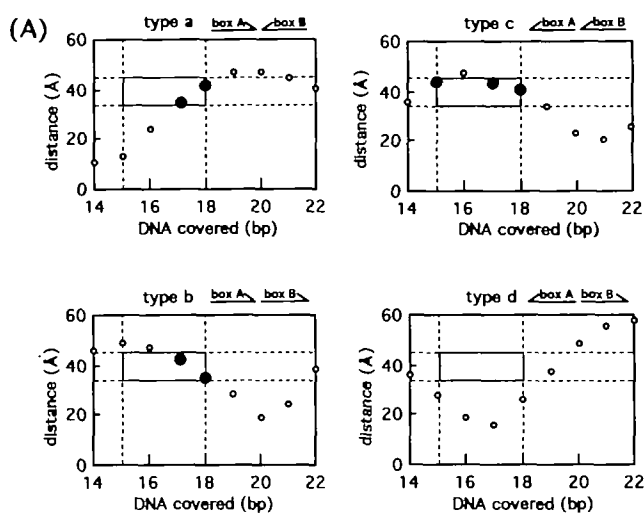 (A)
type a box A box B
60
40
20
0
distance (Å)
14 16 18 20 22
DNA covered (bp)
type c box A box B
60
40
20
0
distance (Å)
14 16 18 20 22
DNA covered (bp)
type b box A box B
60
40
20
0
distance (Å)
14 16 18 20 22
DNA covered (bp)
type d box A box B
60
40
20
0
distance (Å)
14 16 18 20 22
DNA covered (bp)